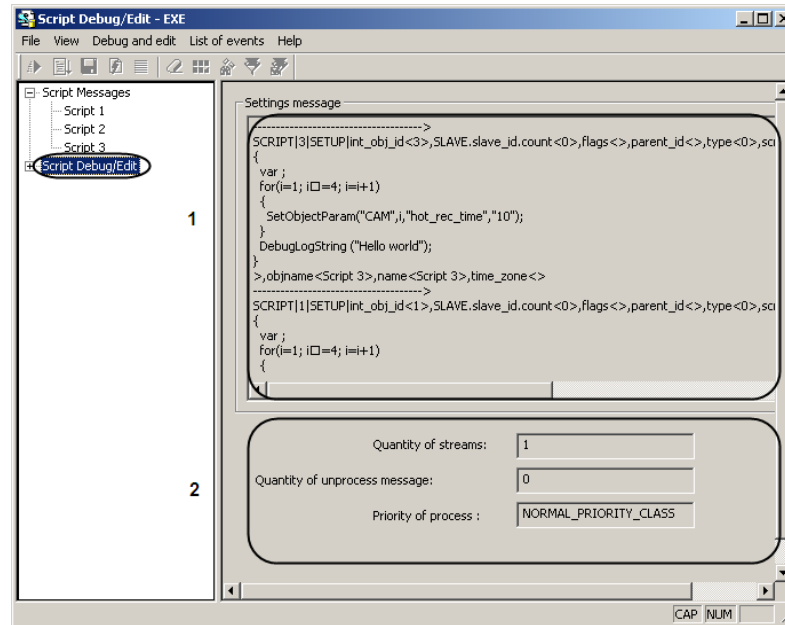 Script Debug/Edit - EXE
File View Debug and edit List of events Help
Script Messages
Script 1
Script 2
Script 3
Script Debug/Edit
1
Settings message
------------------------------------->
SCRIPT|3|SETUP|int_obj_id<3>,SLAVE.slave_id.count<0>,flags<>,parent_id<>,type<0>,scr
{
var ;
for(i=1; i□=4; i=i+1)
{
SetObjectParam("CAM",i,"hot_rec_time","10");
}
DebugLogString ("Hello world");
}
>,objname<Script 3>,name<Script 3>,time_zone<>
------------------------------------->
SCRIPT|1|SETUP|int_obj_id<1>,SLAVE.slave_id.count<0>,flags<>,parent_id<>,type<0>,scr
{
var ;
for(i=1; i□=4; i=i+1)
{
2
Quantity of streams: 1
Quantity of unprocess message: 0
Priority of process : NORMAL_PRIORITY_CLASS
CAP NUM